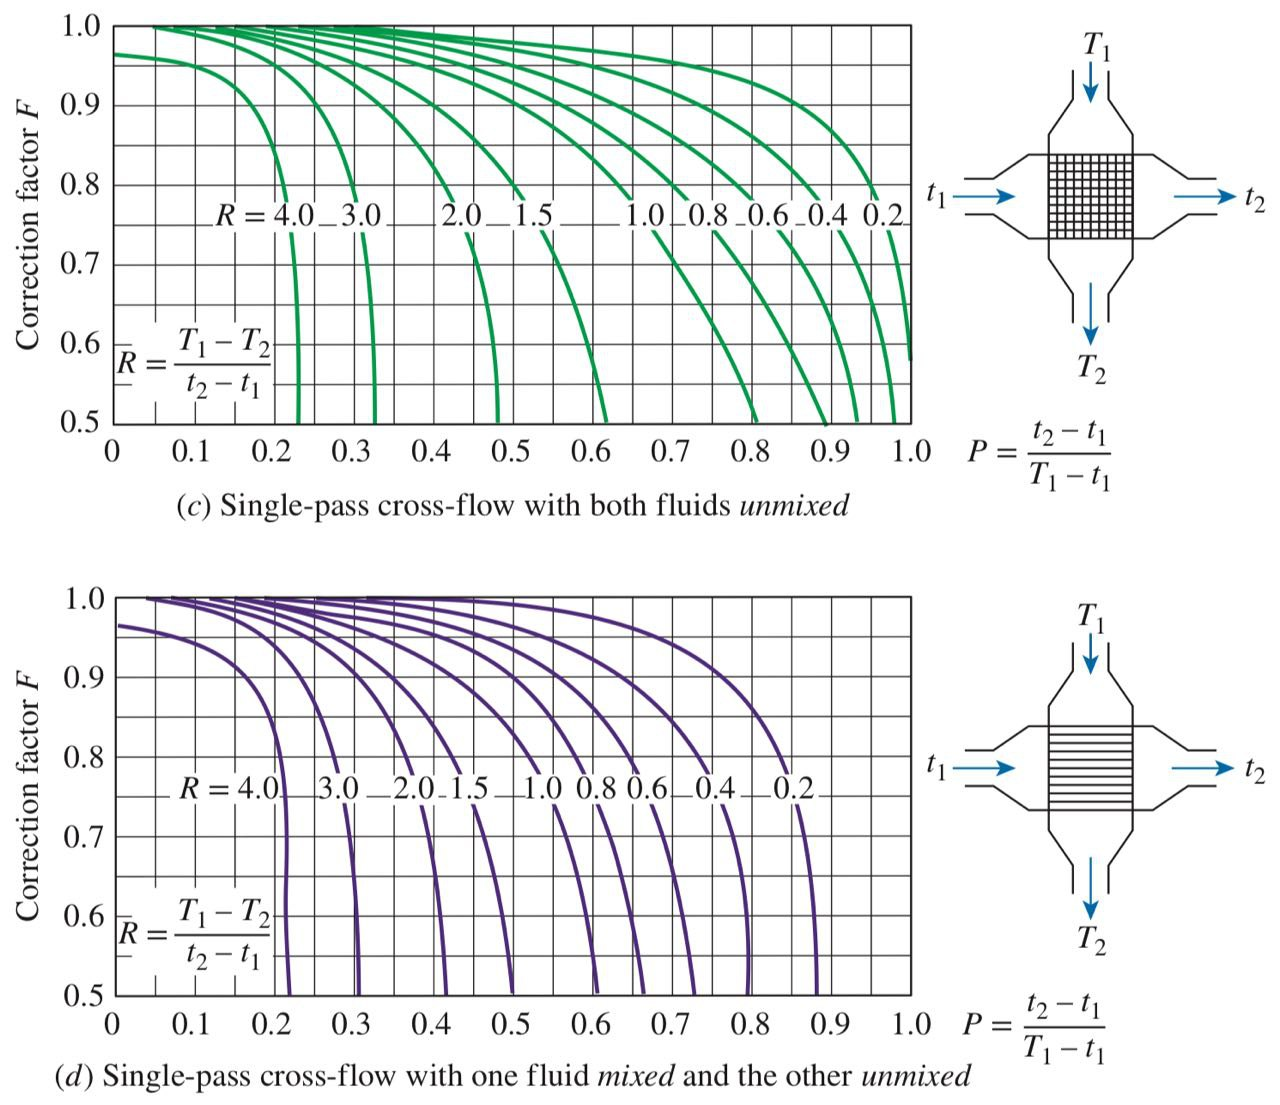 Correction factor F
1.0
0.9
0.8
0.7
0.6
0.5
R = 4.0 3.0 2.0 1.5 1.0 0.8 0.6 0.4 0.2
R = T₁ – T₂ / t₂ – t₁
0 0.1 0.2 0.3 0.4 0.5 0.6 0.7 0.8 0.9 1.0
P = t₂ – t₁ / T₁ – t₁
T₁
t₁
t₂
T₂
(c) Single-pass cross-flow with both fluids unmixed
Correction factor F
1.0
0.9
0.8
0.7
0.6
0.5
R = 4.0 3.0 2.0 1.5 1.0 0.8 0.6 0.4 0.2
R = T₁ – T₂ / t₂ – t₁
0 0.1 0.2 0.3 0.4 0.5 0.6 0.7 0.8 0.9 1.0
P = t₂ – t₁ / T₁ – t₁
T₁
t₁
t₂
T₂
(d) Single-pass cross-flow with one fluid mixed and the other unmixed